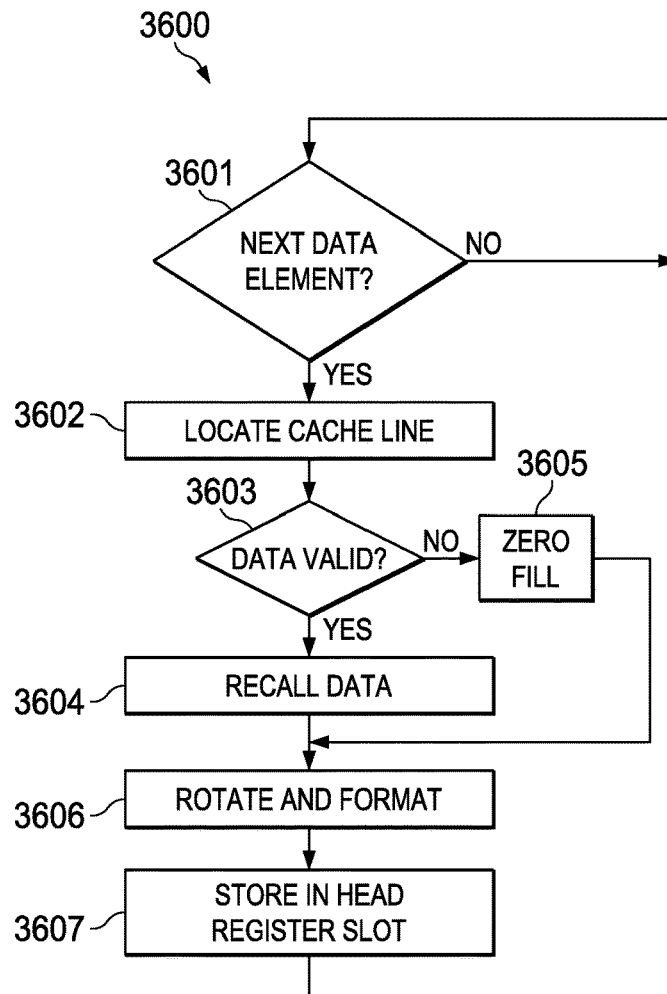 3600
3601
NEXT DATA
ELEMENT?
NO
YES
3602
LOCATE CACHE LINE
3603
3605
DATA VALID?
NO
ZERO
FILL
YES
3604
RECALL DATA
3606
ROTATE AND FORMAT
3607
STORE IN HEAD
REGISTER SLOT